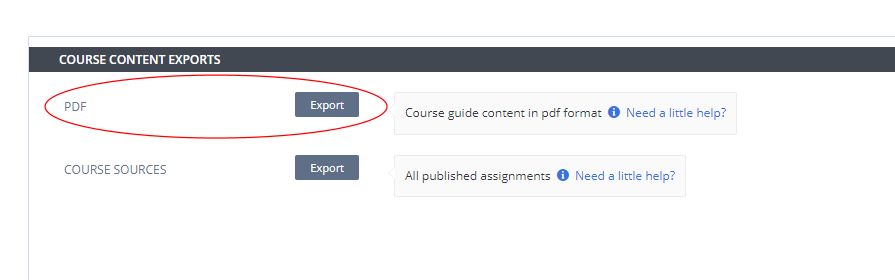 COURSE CONTENT EXPORTS
PDF Export Course guide content in pdf format Need a little help?
COURSE SOURCES Export All published assignments Need a little help?